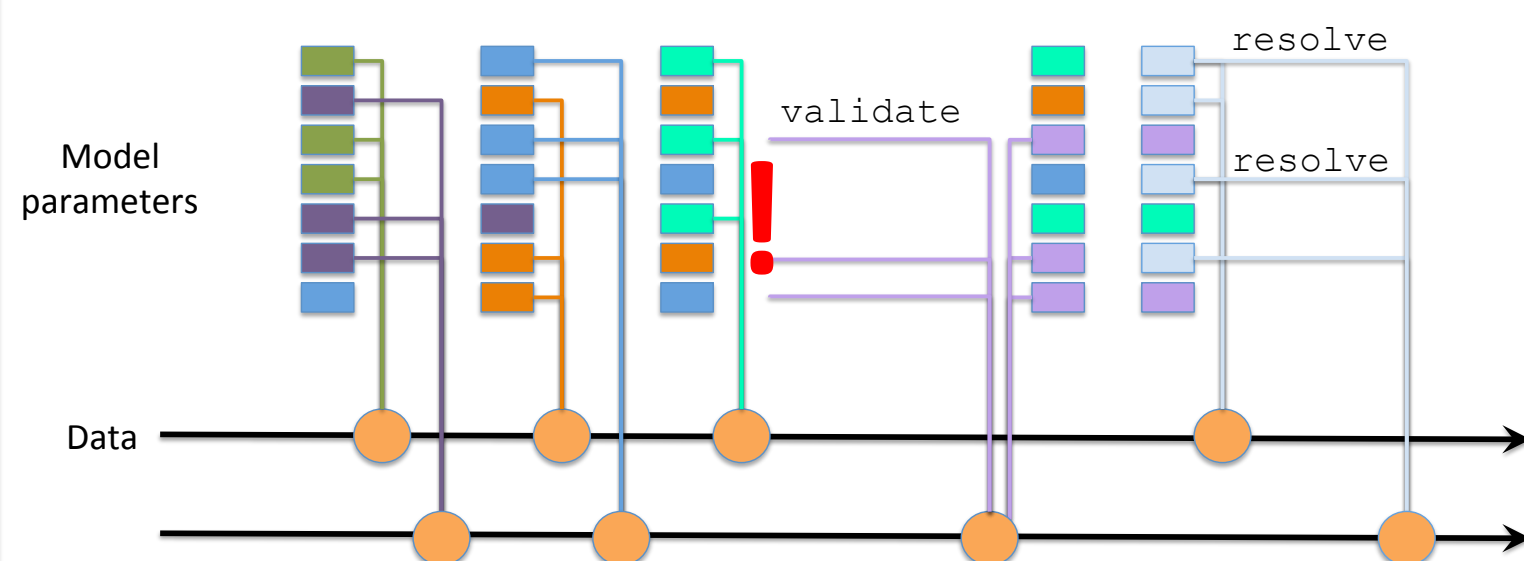 resolve
validate
Model
parameters
resolve
Data